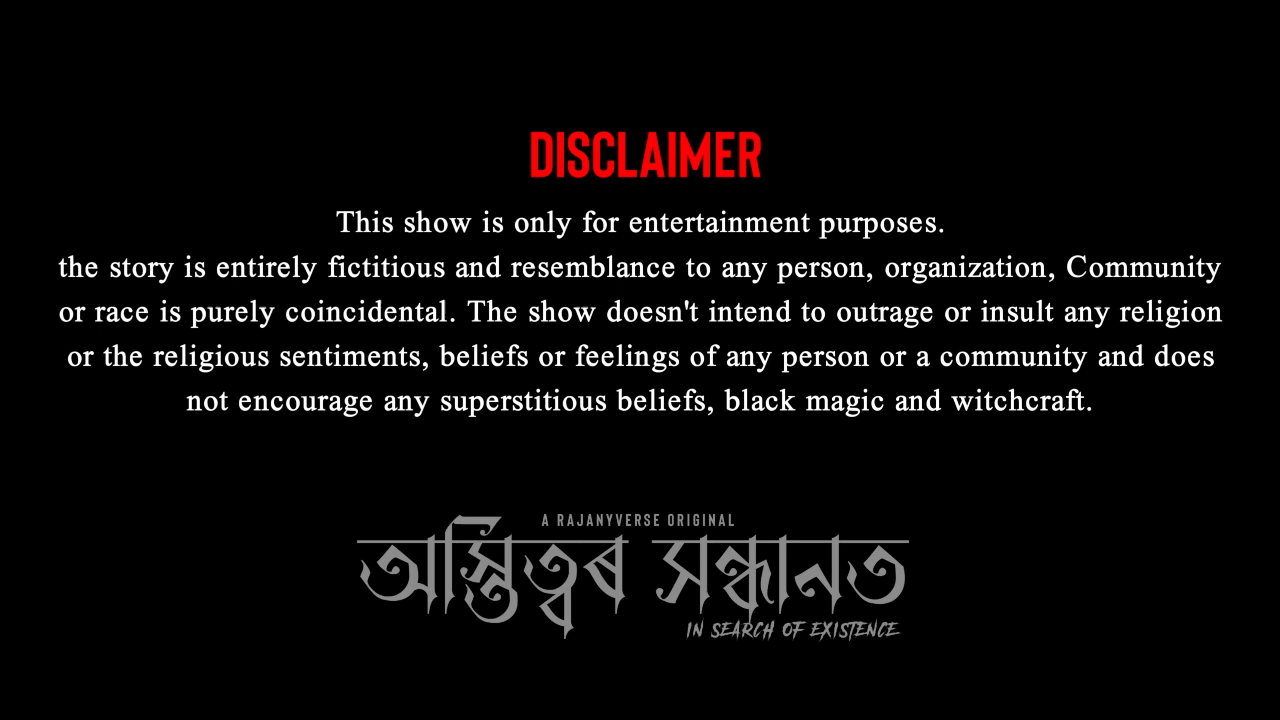 DISCLAIMER
This show is only for entertainment purposes.
the story is entirely fictitious and resemblance to any person, organization, Community
or race is purely coincidental. The show doesn't intend to outrage or insult any religion
or the religious sentiments, beliefs or feelings of any person or a community and does
not encourage any superstitious beliefs, black magic and witchcraft.
A RAJANYVERSE ORIGINAL
অস্তিত্বৰ সন্ধানত
IN SEARCH OF EXISTENCE